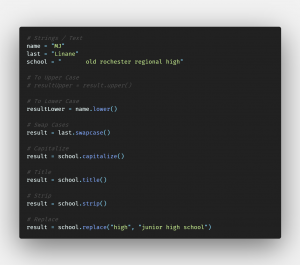 # Strings / Text
name = "MJ"
last = "Linane"
school = "       old rochester regional high"
# To Upper Case
# resultUpper = result.upper()
# To Lower Case
resultLower = name.lower()
# Swap Cases
result = last.swapcase()
# Capitalize
result = school.capitalize()
# Title
result = school.title()
# Strip
result = school.strip()
# Replace
result = school.replace("high", "junior high school")